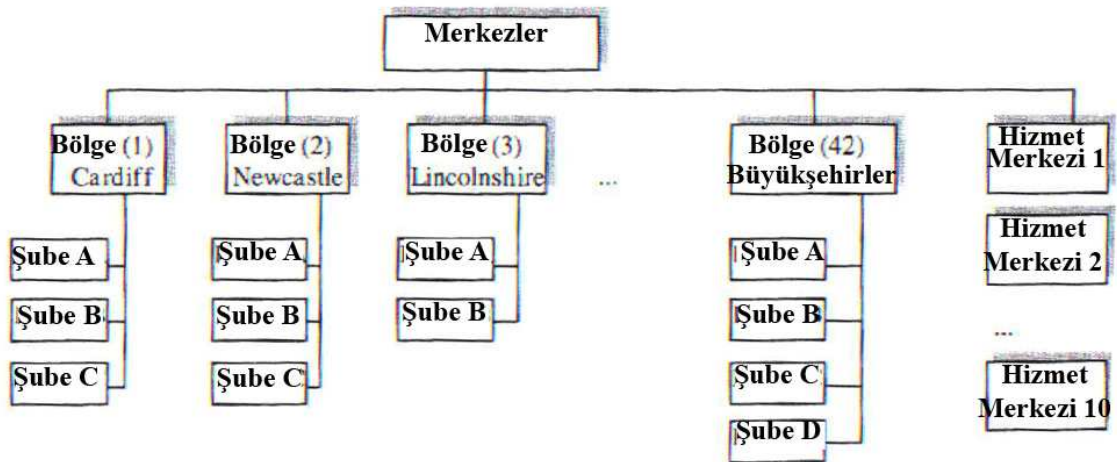 Merkezler
Bölge (1)
Cardiff
Bölge (2)
Newcastle
Bölge (3)
Lincolnshire
...
Bölge (42)
Büyükşehirler
Hizmet
Merkezi 1
Şube A
Şube B
Şube C
Şube A
Şube B
Şube C
Şube A
Şube B
Şube A
Şube B
Şube C
Şube D
Hizmet
Merkezi 2
...
Hizmet
Merkezi 10